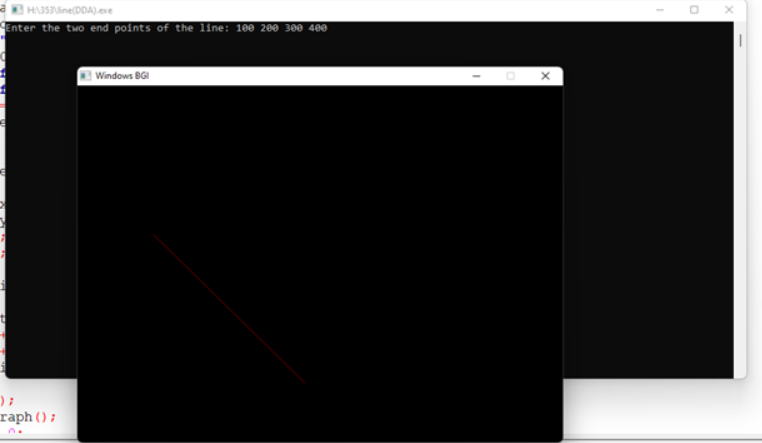 H:\353\line(DDA).exe
Enter the two end points of the line: 100 200 300 400
Windows BGI
);
raph();